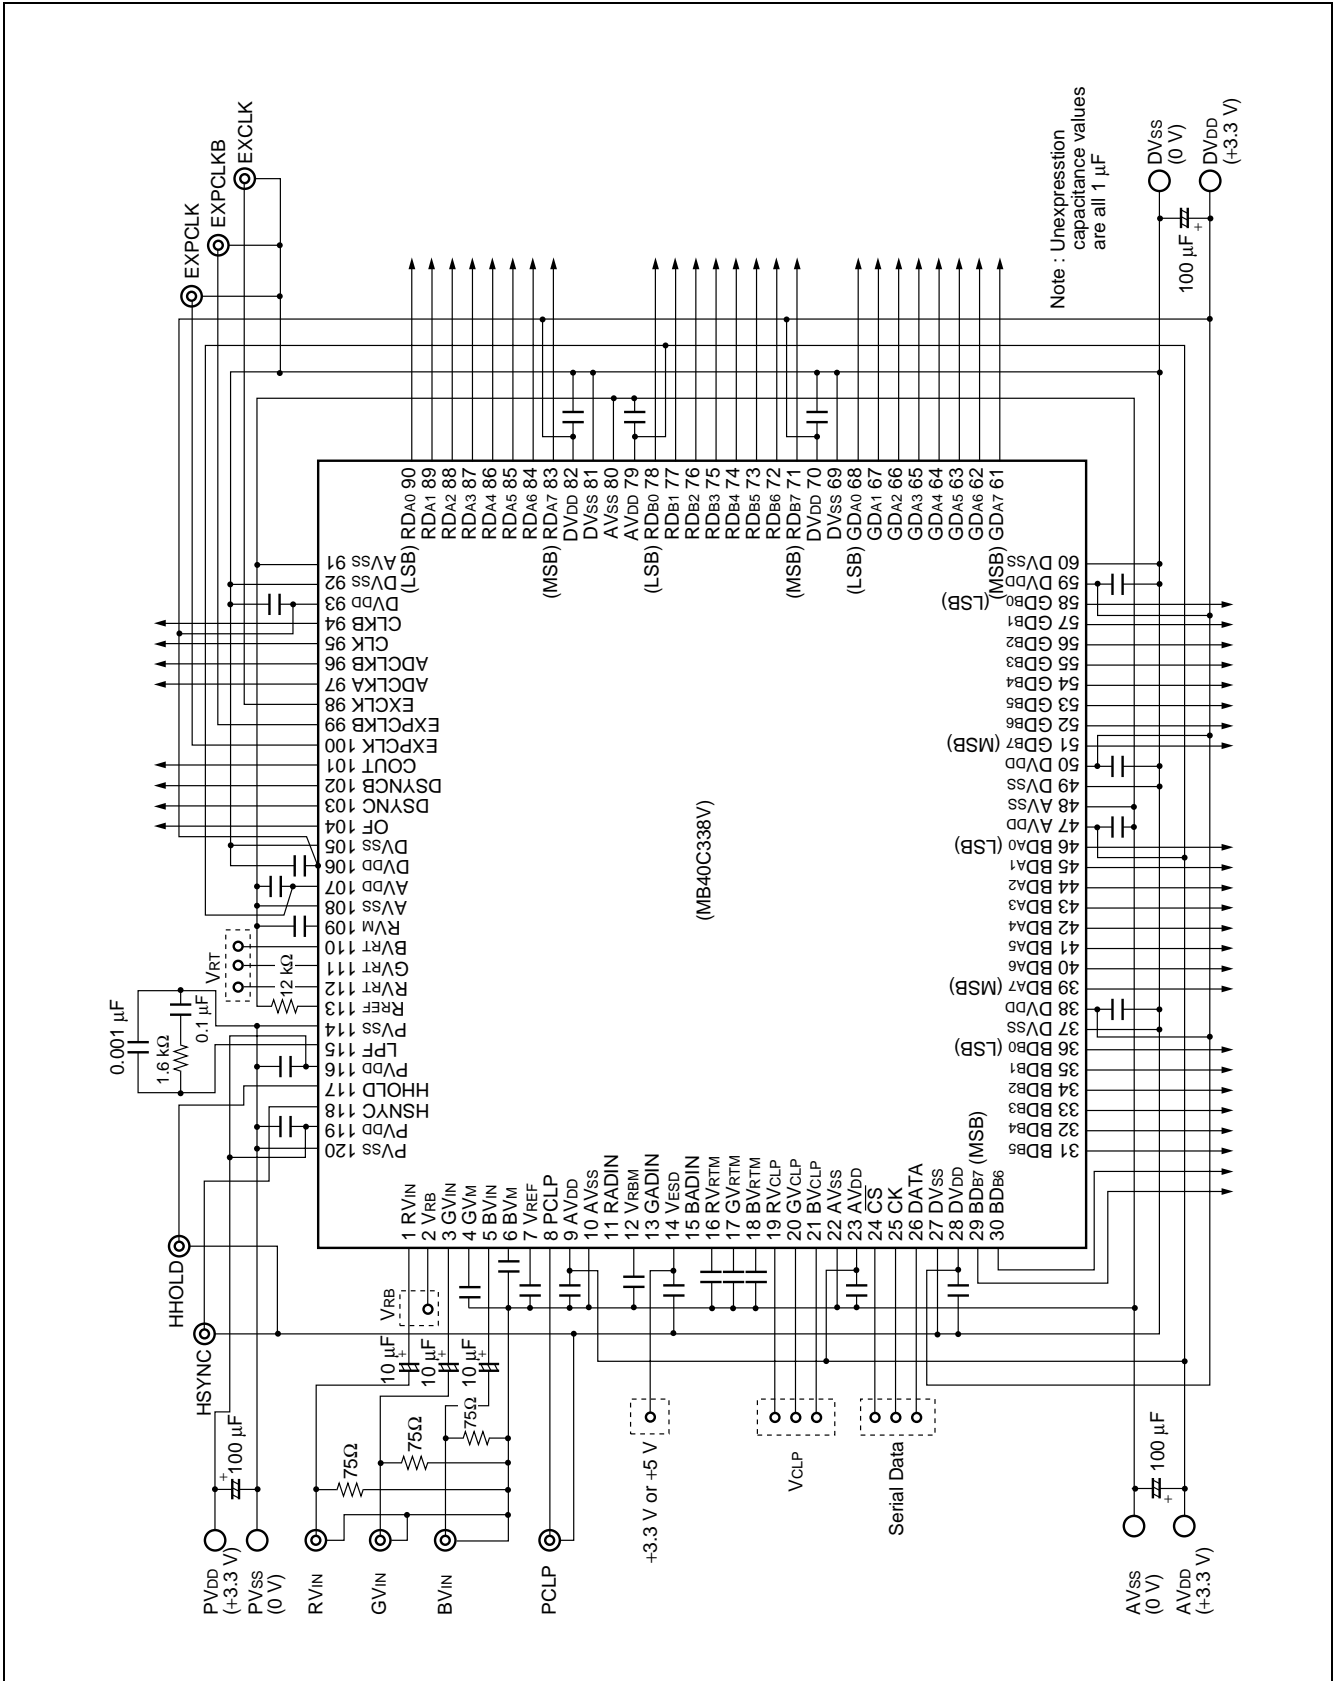 EXPCLK
EXPCLKB
EXCLK
Note : Unexpresstion
capacitance values
are all 1 µF
DVSS
(0 V)
DVDD
(+3.3 V)
100 µF
(LSB) RDA0 90
RDA1 89
RDA2 88
RDA3 87
RDA4 86
RDA5 85
RDA6 84
(MSB) RDA7 83
DVDD 82
DVSS 81
AVSS 80
AVDD 79
(LSB) RDB0 78
RDB1 77
RDB2 76
RDB3 75
RDB4 74
RDB5 73
RDB6 72
(MSB) RDB7 71
DVDD 70
DVSS 69
(LSB) GDA0 68
GDA1 67
GDA2 66
GDA3 65
GDA4 64
GDA5 63
GDA6 62
(MSB) GDA7 61
91 AVSS
92 DVSS
93 DVDD
94 CLKB
95 CLK
96 ADCLKB
97 ADCLKA
98 EXCLK
99 EXPCLKB
100 EXPCLK
101 COUT
102 DSYNCB
103 DSYNC
104 OF
105 DVSS
106 DVDD
107 AVDD
108 AVSS
109 RVM
110 BVRT
111 GVRT
112 RVRT
113 RREF
114 PVSS
115 LPF
116 PVDD
117 HHOLD
118 HSNYC
119 PVDD
120 PVSS
VRT
12 kΩ
0.001 µF
1.6 kΩ
0.1 µF
(MB40C338V)
60 DVSS
59 DVDD
58 GDB0 (LSB)
57 GDB1
56 GDB2
55 GDB3
54 GDB4
53 GDB5
52 GDB6
51 GDB7 (MSB)
50 DVDD
49 DVSS
48 AVSS
47 AVDD
46 BDA0 (LSB)
45 BDA1
44 BDA2
43 BDA3
42 BDA4
41 BDA5
40 BDA6
39 BDA7 (MSB)
38 DVDD
37 DVSS
36 BDB0 (LSB)
35 BDB1
34 BDB2
33 BDB3
32 BDB4
31 BDB5
1 RVIN
2 VRB
3 GVIN
4 GVM
5 BVIN
6 BVM
7 VREF
8 PCLP
9 AVDD
10 AVSS
11 RADIN
12 VRBM
13 GADIN
14 VESD
15 BADIN
16 RVRTM
17 GVRTM
18 BVRTM
19 RVCLP
20 GVCLP
21 BVCLP
22 AVSS
23 AVDD
24 CS
25 CK
26 DATA
27 DVSS
28 DVDD
29 BDB7 (MSB)
30 BDB6
HHOLD
HSYNC
VRB
10 µF +
10 µF +
10 µF +
75Ω
75Ω
75Ω
+ 100 µF
PVDD
(+3.3 V)
PVSS
(0 V)
RVIN
GVIN
BVIN
PCLP
+3.3 V or +5 V
VCLP
Serial Data
100 µF
AVSS
(0 V)
AVDD
(+3.3 V)